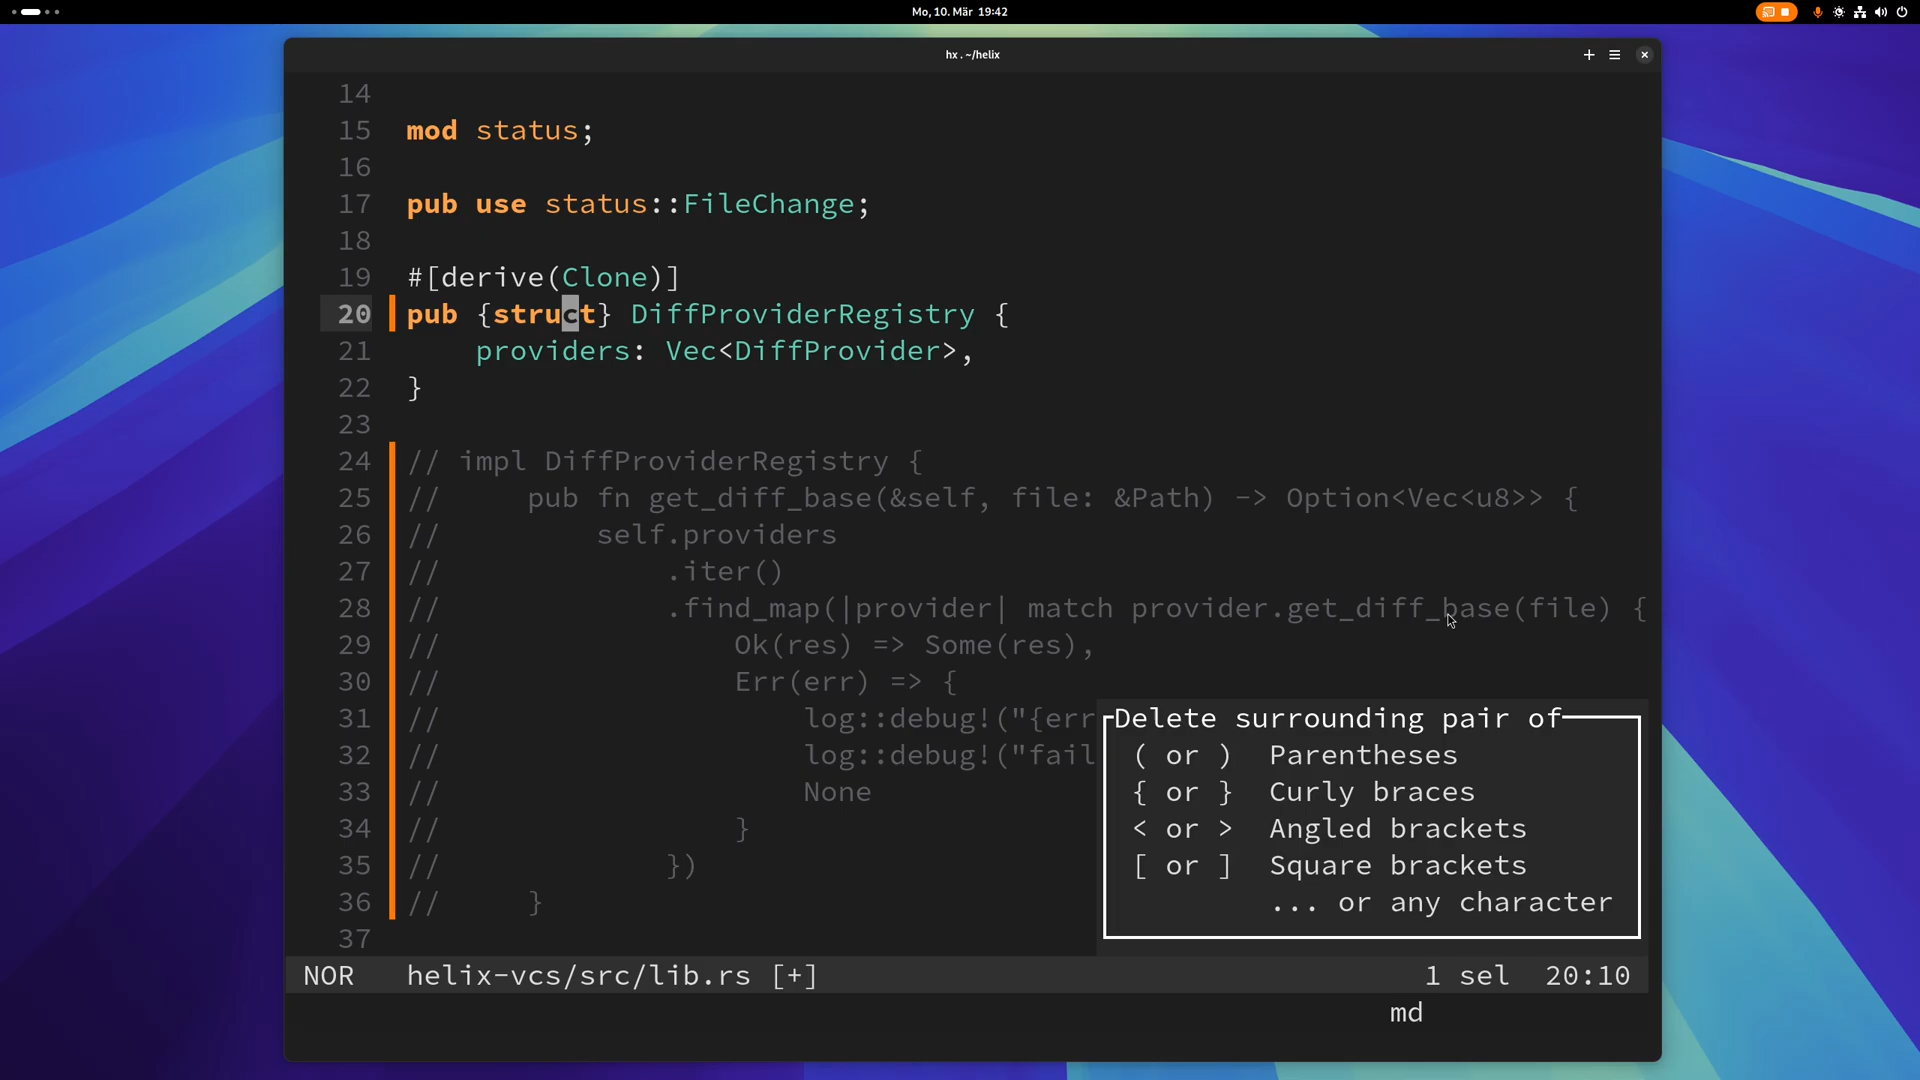 Mo, 10. Mär 19:42
hx . ~/helix
14
15 mod status;
16
17 pub use status::FileChange;
18
19 #[derive(Clone)]
20 pub {struct} DiffProviderRegistry {
21     providers: Vec<DiffProvider>,
22 }
23
24 // impl DiffProviderRegistry {
25 //     pub fn get_diff_base(&self, file: &Path) -> Option<Vec<u8>> {
26 //         self.providers
27 //             .iter()
28 //             .find_map(|provider| match provider.get_diff_base(file) {
29 //                 Ok(res) => Some(res),
30 //                 Err(err) => {
31 //                     log::debug!("{err
32 //                     log::debug!("fail
33 //                     None
34 //                 }
35 //             })
36 //     }
37
Delete surrounding pair of
( or ) Parentheses
{ or } Curly braces
< or > Angled brackets
[ or ] Square brackets
... or any character
NOR helix-vcs/src/lib.rs [+] 1 sel 20:10
md